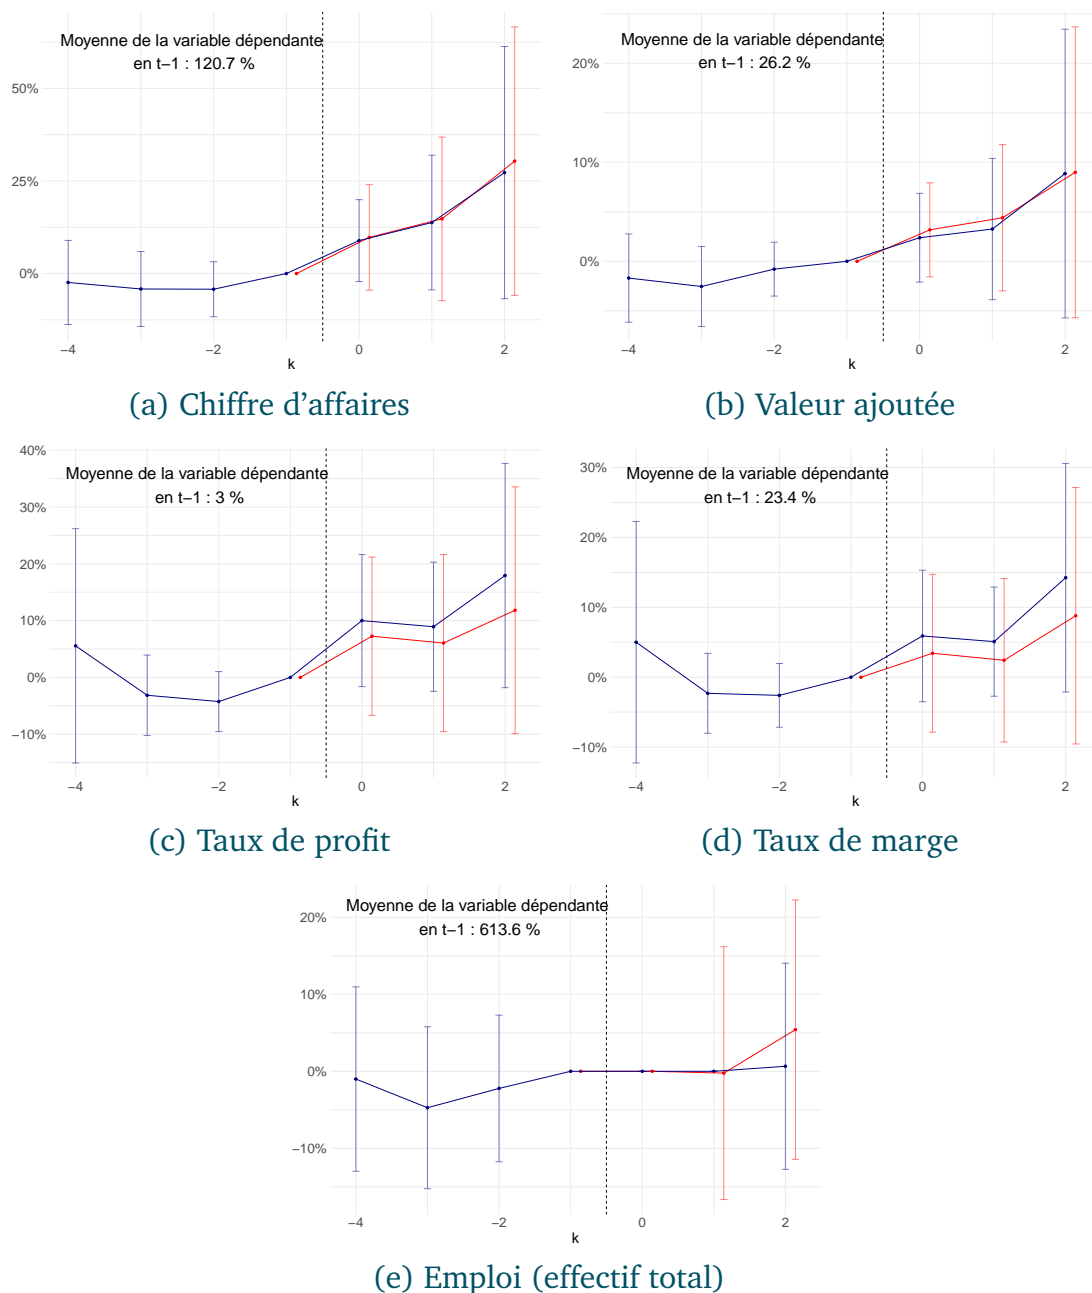 Moyenne de la variable dépendante
en t−1 : 120.7 %
50%
25%
0%
−4
−2
0
2
k
(a) Chiffre d'affaires
Moyenne de la variable dépendante
en t−1 : 26.2 %
20%
10%
0%
−4
−2
0
2
k
(b) Valeur ajoutée
40%
Moyenne de la variable dépendante
en t−1 : 3 %
30%
20%
10%
0%
−10%
−4
−2
0
2
k
(c) Taux de profit
30%
Moyenne de la variable dépendante
en t−1 : 23.4 %
20%
10%
0%
−10%
−4
−2
0
2
k
(d) Taux de marge
Moyenne de la variable dépendante
20%
en t−1 : 613.6 %
10%
0%
−10%
−4
−2
0
2
k
(e) Emploi (effectif total)